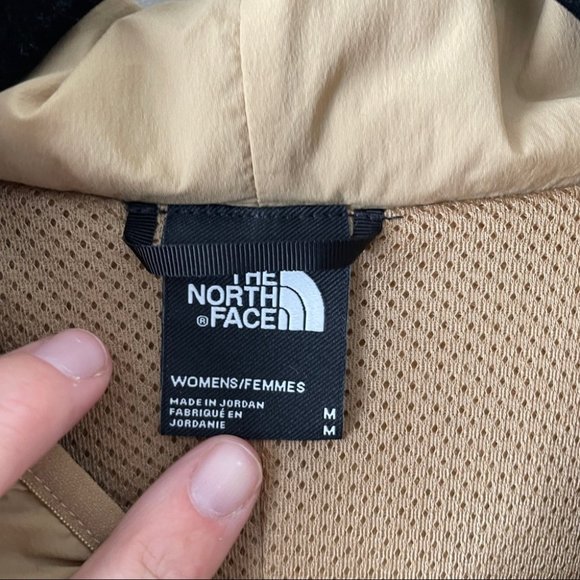 THE
NORTH
® FACE
WOMENS/FEMMES
MADE IN JORDAN M
FABRIQUÉ EN M
JORDANIE